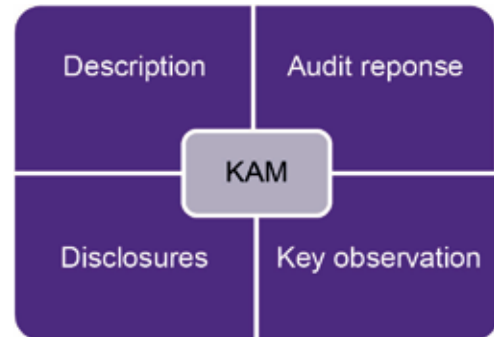 Description
Audit reponse
KAM
Disclosures
Key observation